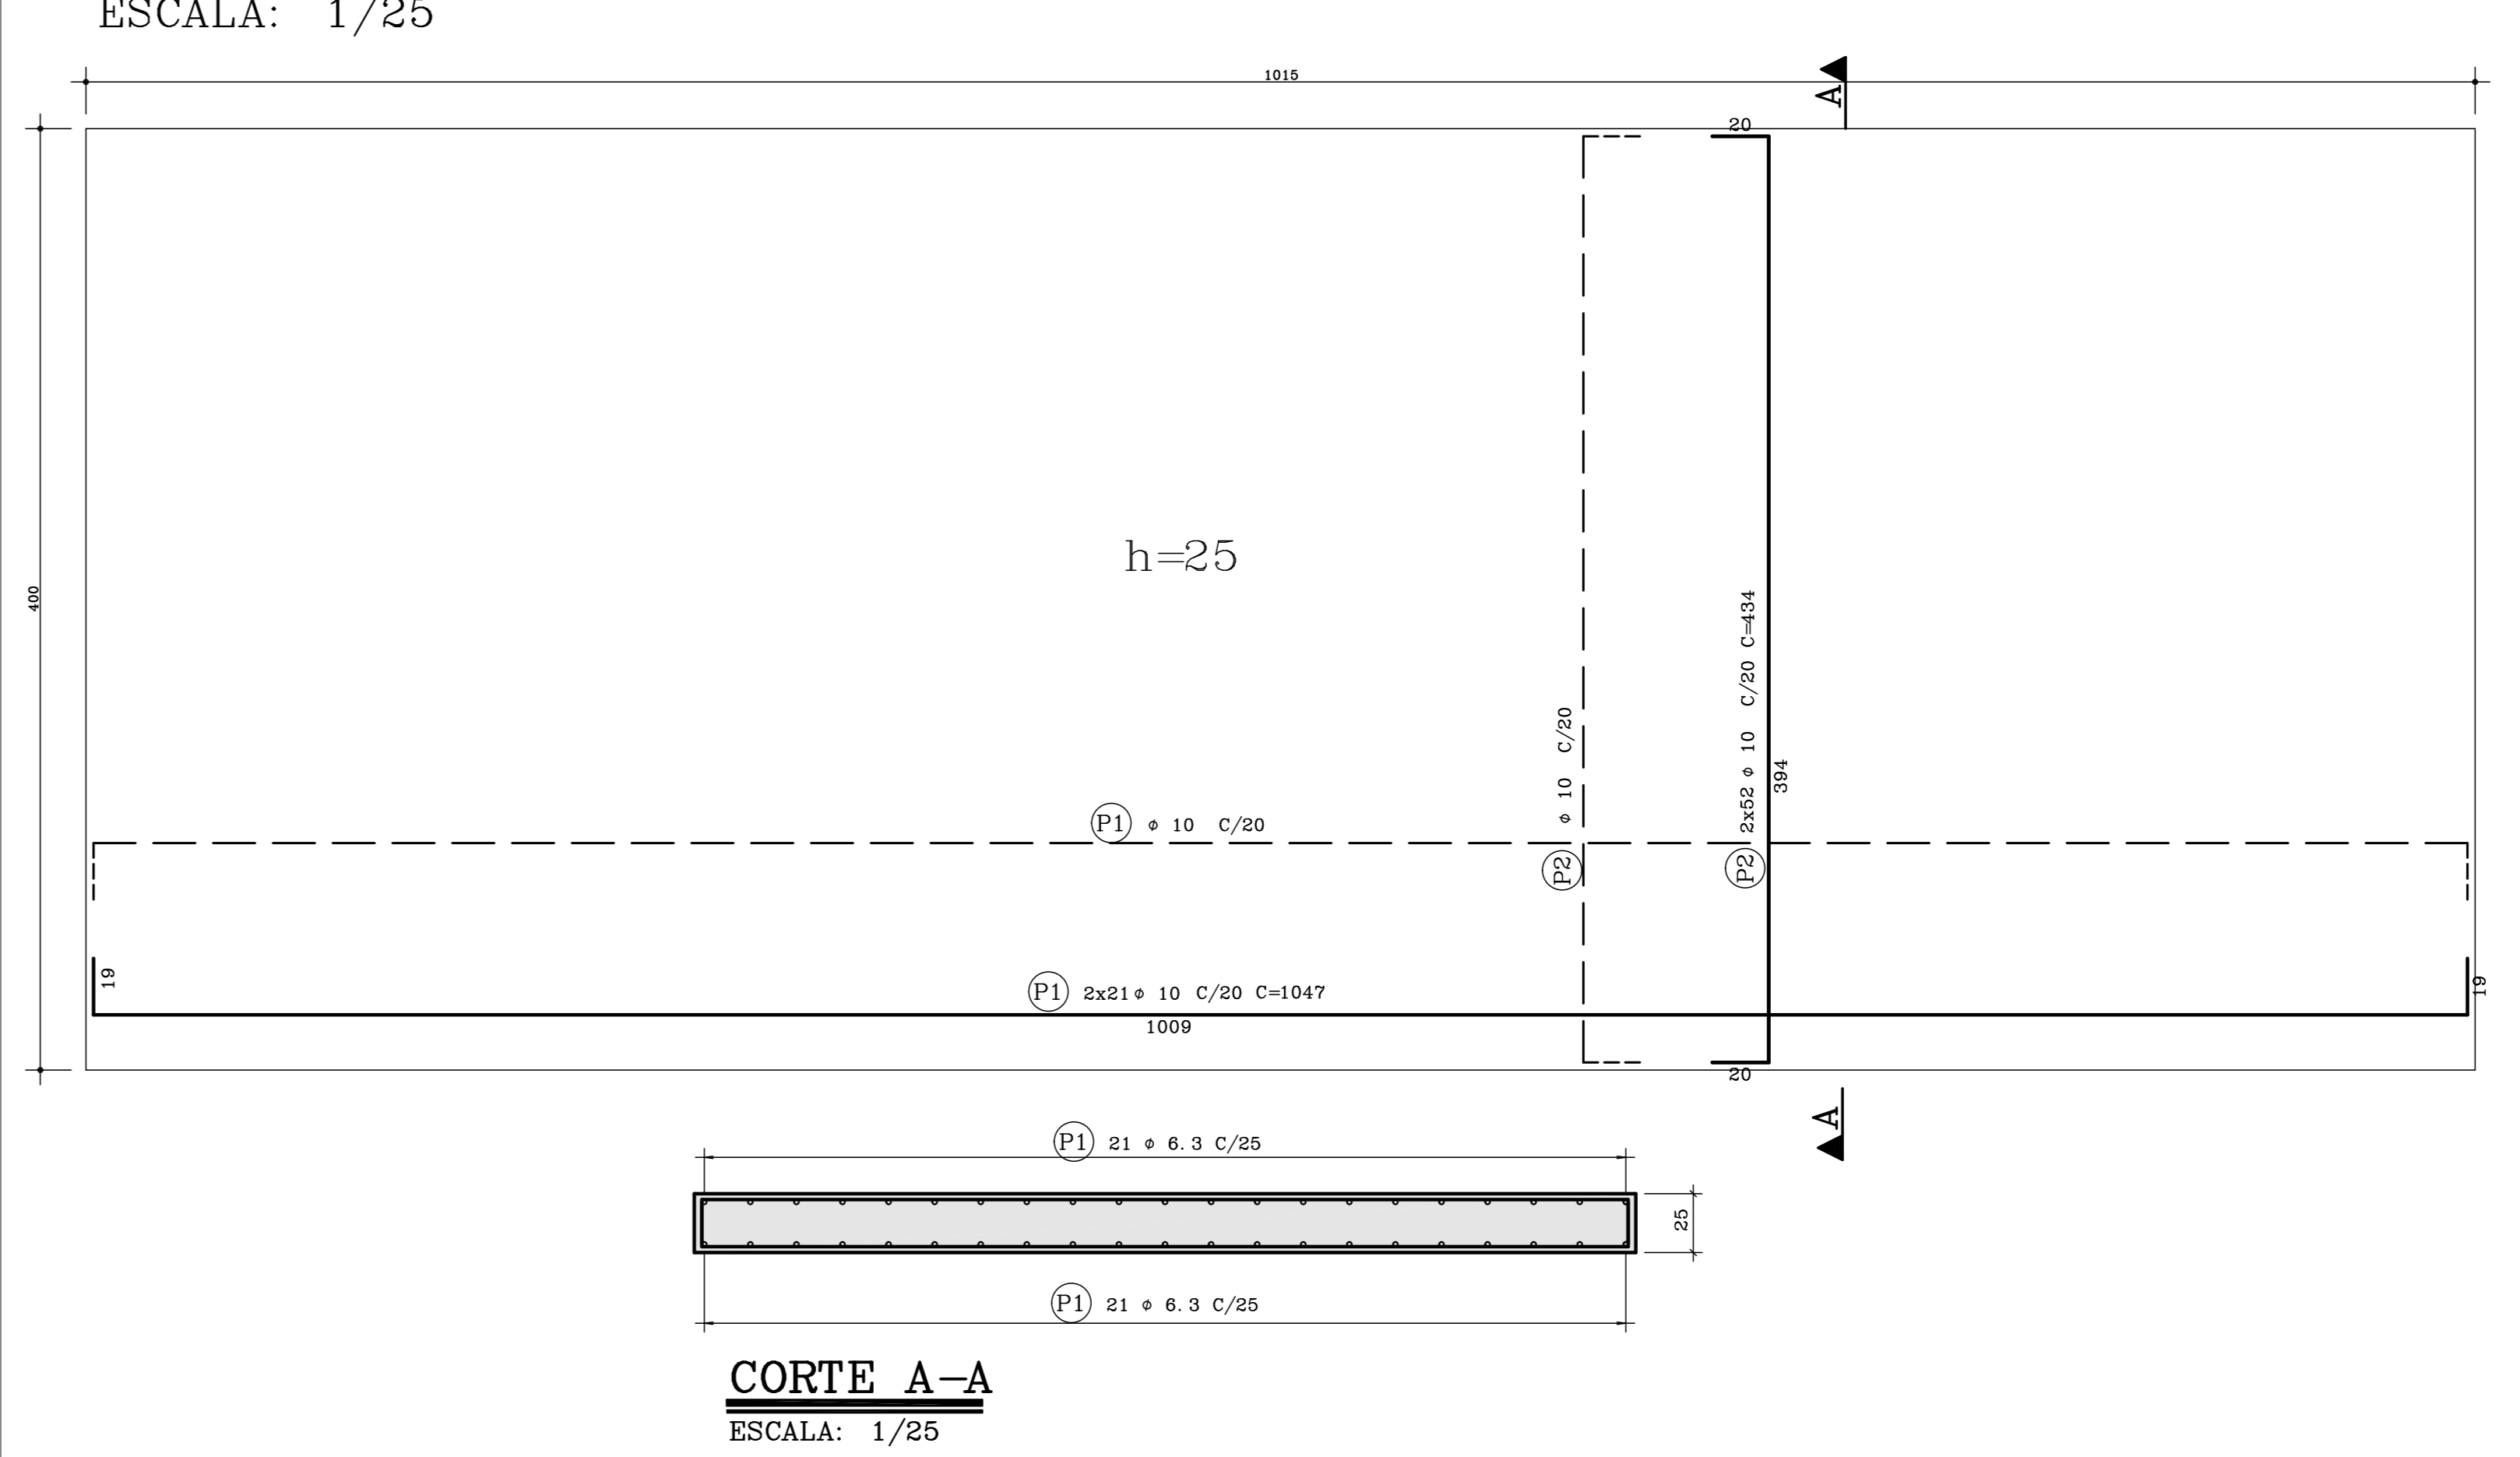 ESCALA: 1/25
1015
A
20
400
h=25
P2 ø 10 C/20
P2 2x52 ø 10 C/20 C=434
394
P1 ø 10 C/20
19
P1 2x21ø 10 C/20 C=1047
19
1009
20
A
P1 21 ø 6.3 C/25
25
P1 21 ø 6.3 C/25
CORTE A-A
ESCALA: 1/25